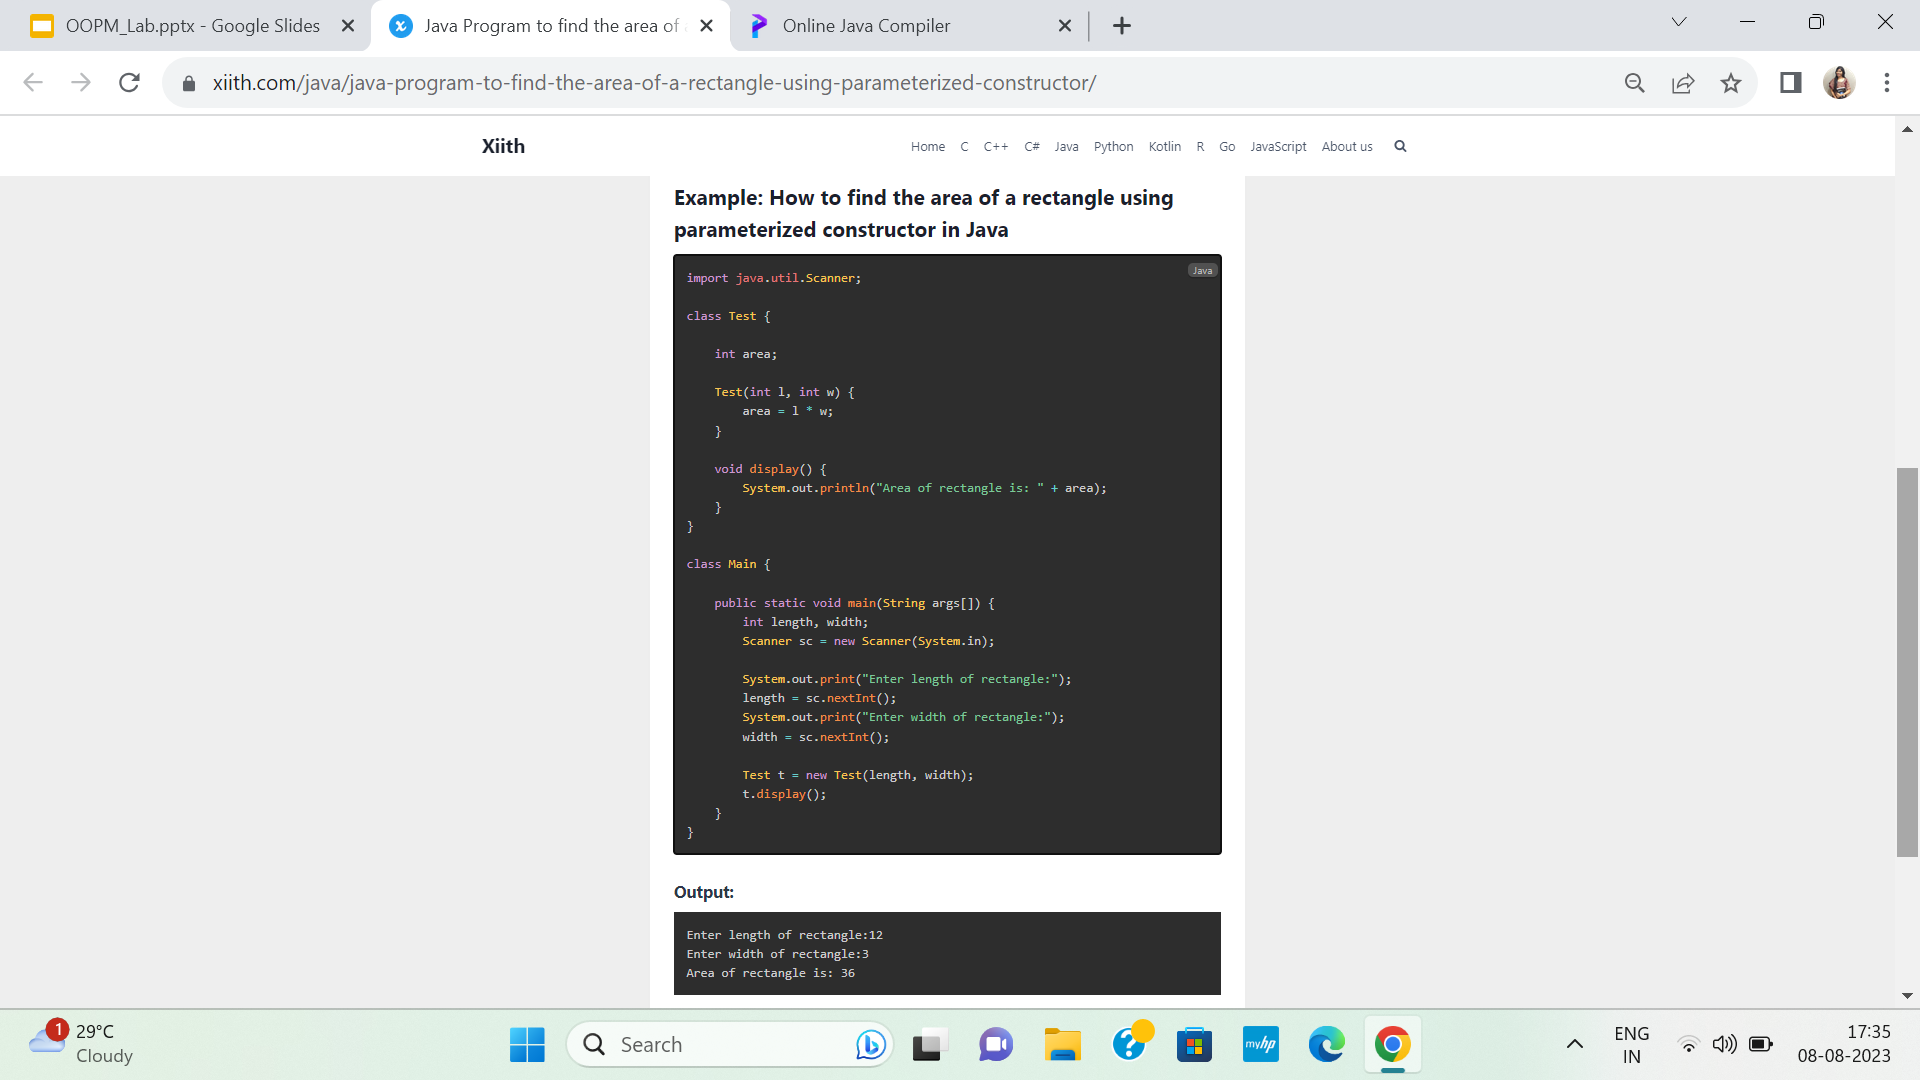 OOPM_Lab.pptx - Google Slides
Java Program to find the area of
Online Java Compiler
xiith.com/java/java-program-to-find-the-area-of-a-rectangle-using-parameterized-constructor/
Xiith
Home C C++ C# Java Python Kotlin R Go JavaScript About us
Example: How to find the area of a rectangle using
parameterized constructor in Java
Java
import java.util.Scanner;
class Test {
int area;
Test(int l, int w) {
area = l * w;
}
void display() {
System.out.println("Area of rectangle is: " + area);
}
}
class Main {
public static void main(String args[]) {
int length, width;
Scanner sc = new Scanner(System.in);
System.out.print("Enter length of rectangle:");
length = sc.nextInt();
System.out.print("Enter width of rectangle:");
width = sc.nextInt();
Test t = new Test(length, width);
t.display();
}
}
Output:
Enter length of rectangle:12
Enter width of rectangle:3
Area of rectangle is: 36
1
29°C
Cloudy
Search
myhp
ENG
IN
17:35
08-08-2023